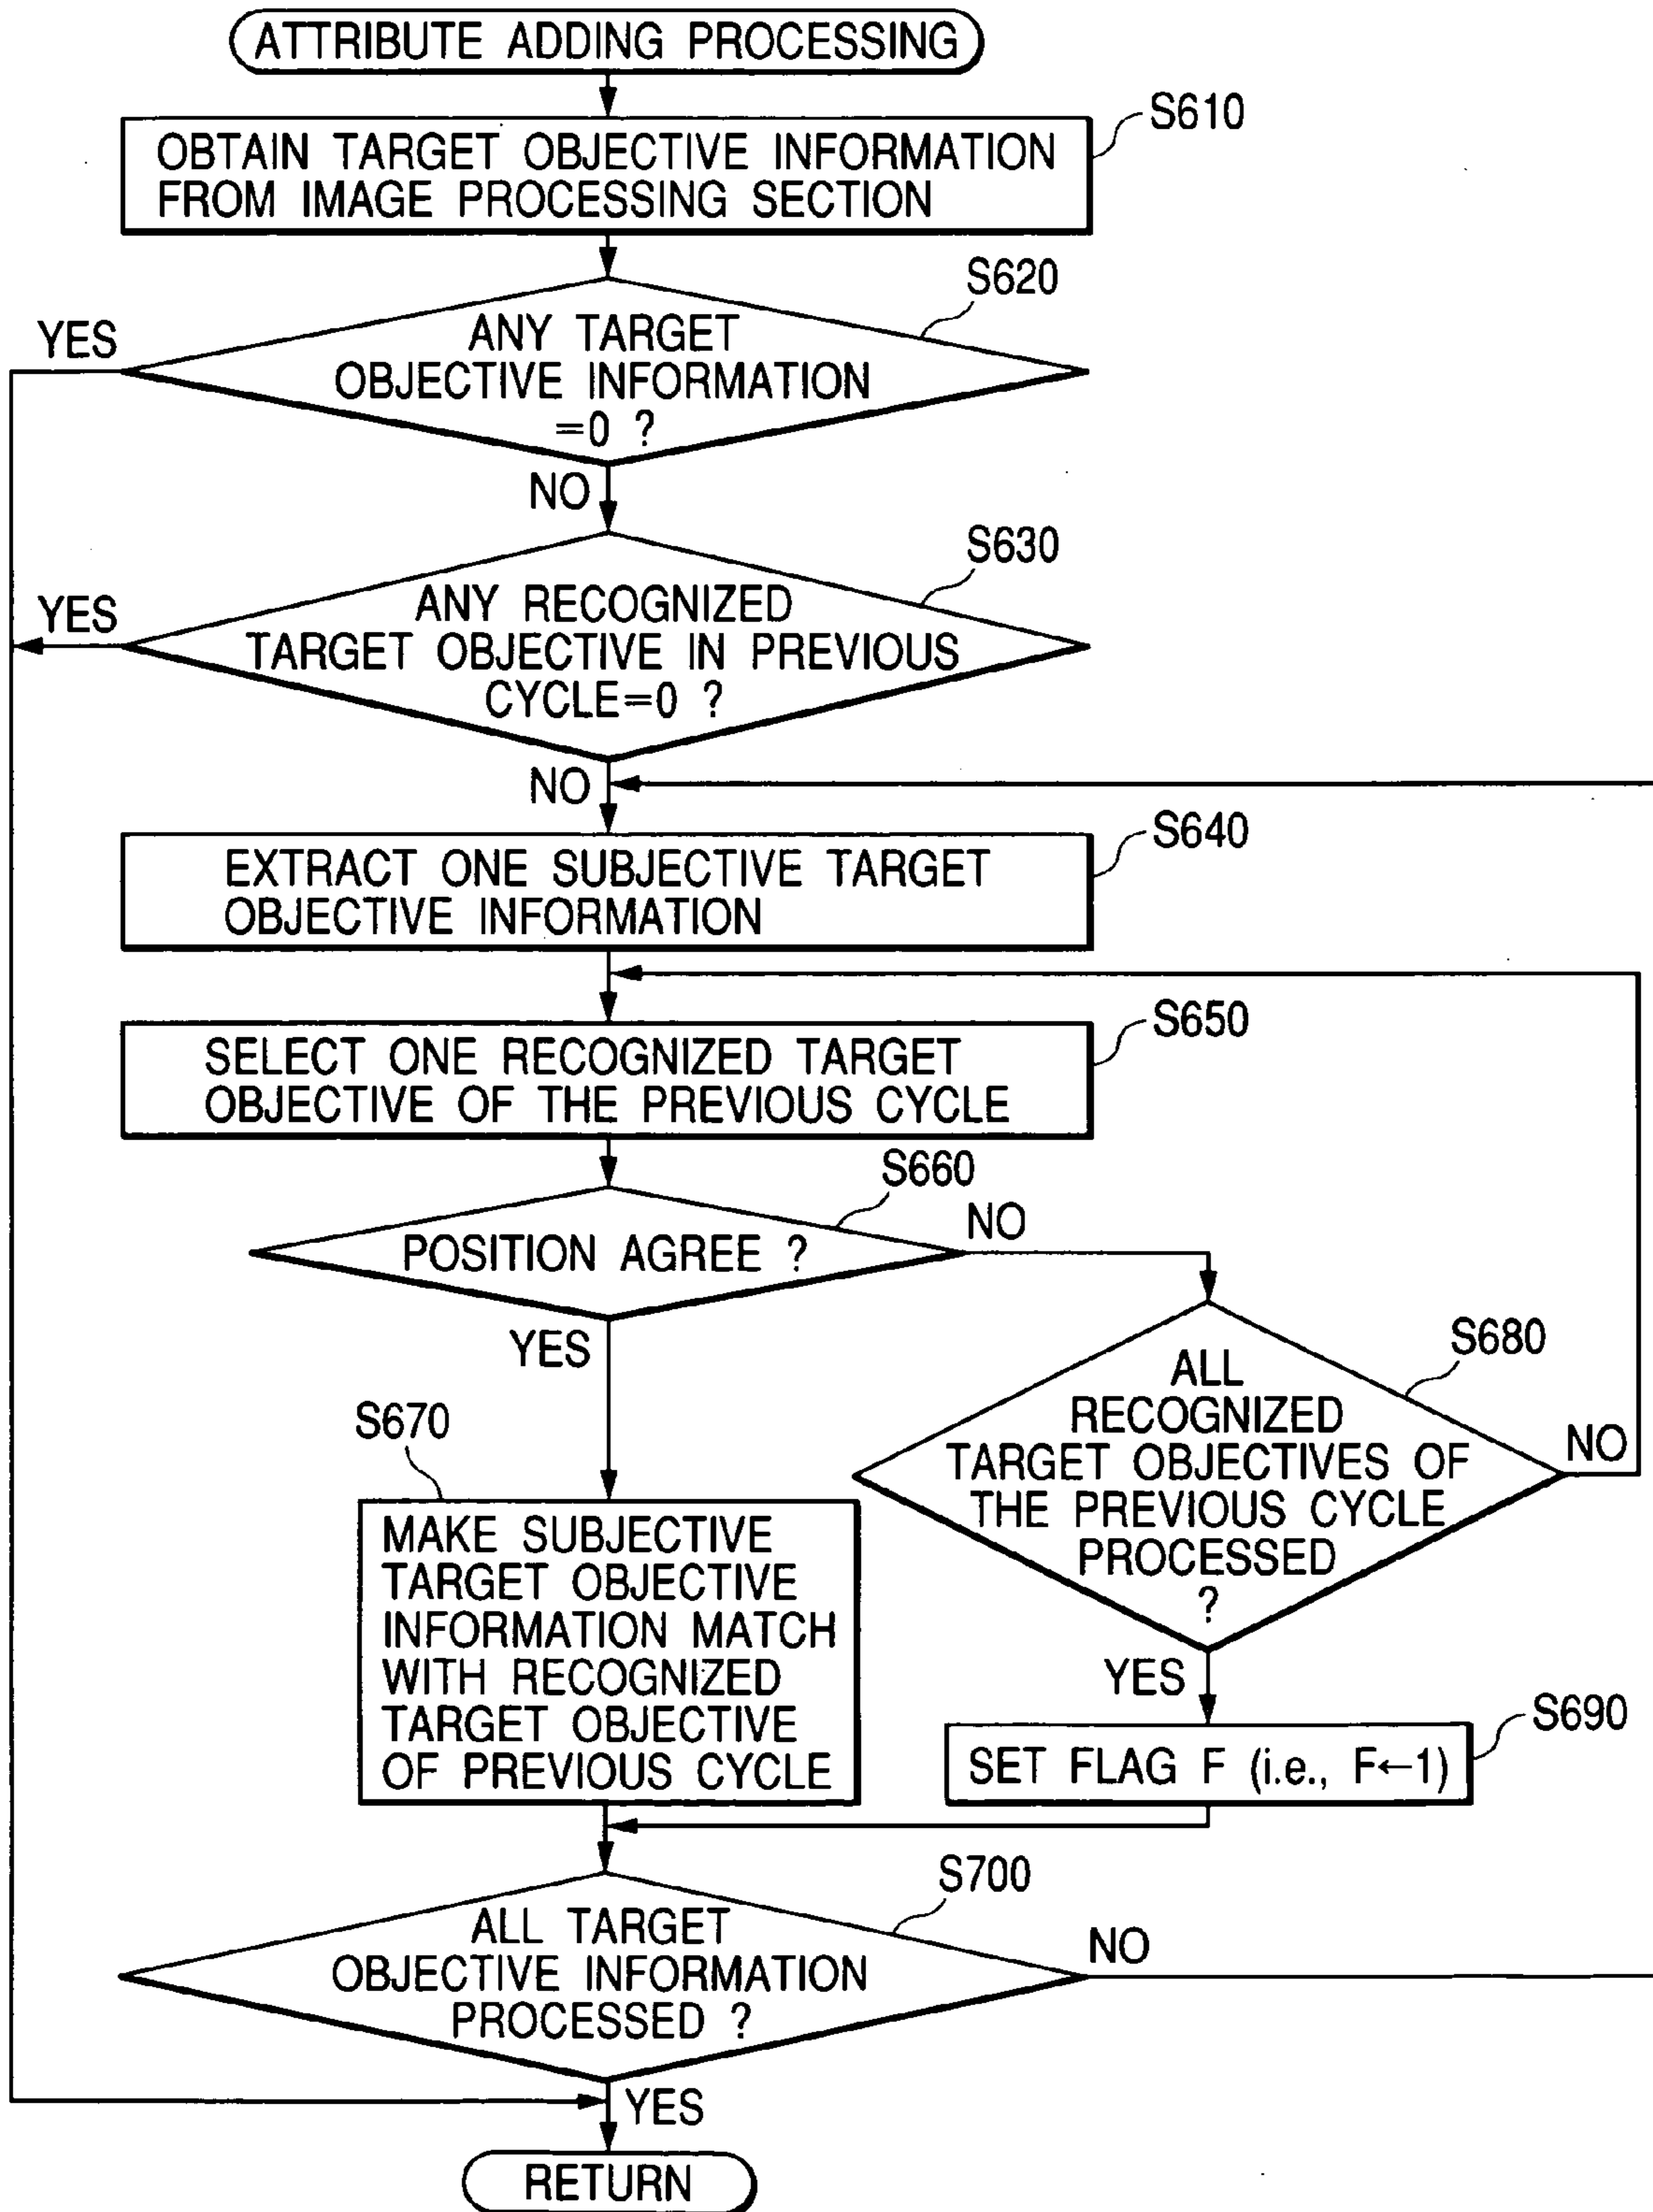 ATTRIBUTE ADDING PROCESSING
S610
OBTAIN TARGET OBJECTIVE INFORMATION
FROM IMAGE PROCESSING SECTION
S620
YES
ANY TARGET
OBJECTIVE INFORMATION
=0 ?
NO
S630
YES
ANY RECOGNIZED
TARGET OBJECTIVE IN PREVIOUS
CYCLE=0 ?
NO
S640
EXTRACT ONE SUBJECTIVE TARGET
OBJECTIVE INFORMATION
S650
SELECT ONE RECOGNIZED TARGET
OBJECTIVE OF THE PREVIOUS CYCLE
S660
NO
POSITION AGREE ?
YES
S680
ALL
RECOGNIZED
TARGET OBJECTIVES OF
THE PREVIOUS CYCLE
PROCESSED
?
NO
S670
MAKE SUBJECTIVE
TARGET OBJECTIVE
INFORMATION MATCH
WITH RECOGNIZED
TARGET OBJECTIVE
OF PREVIOUS CYCLE
YES
S690
SET FLAG F (i.e., F←1)
S700
ALL TARGET
OBJECTIVE INFORMATION
PROCESSED ?
NO
YES
RETURN